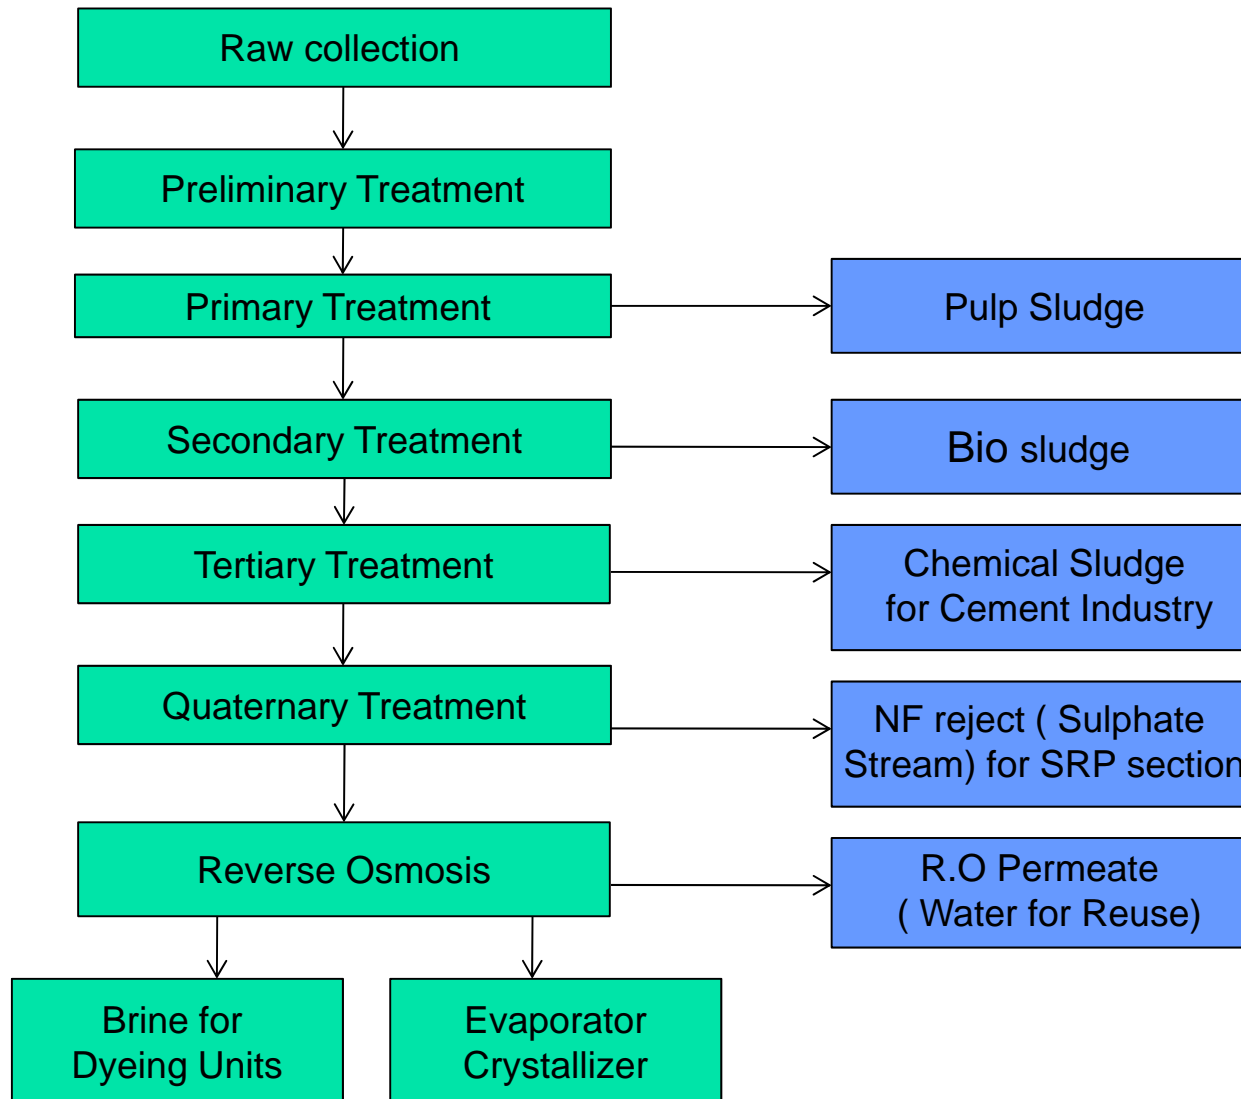 Raw collection
Preliminary Treatment
Primary Treatment
Pulp Sludge
Secondary Treatment
Bio sludge
Tertiary Treatment
Chemical Sludge
for Cement Industry
Quaternary Treatment
NF reject ( Sulphate
Stream) for SRP section
Reverse Osmosis
R.O Permeate
( Water for Reuse)
Brine for
Dyeing Units
Evaporator
Crystallizer